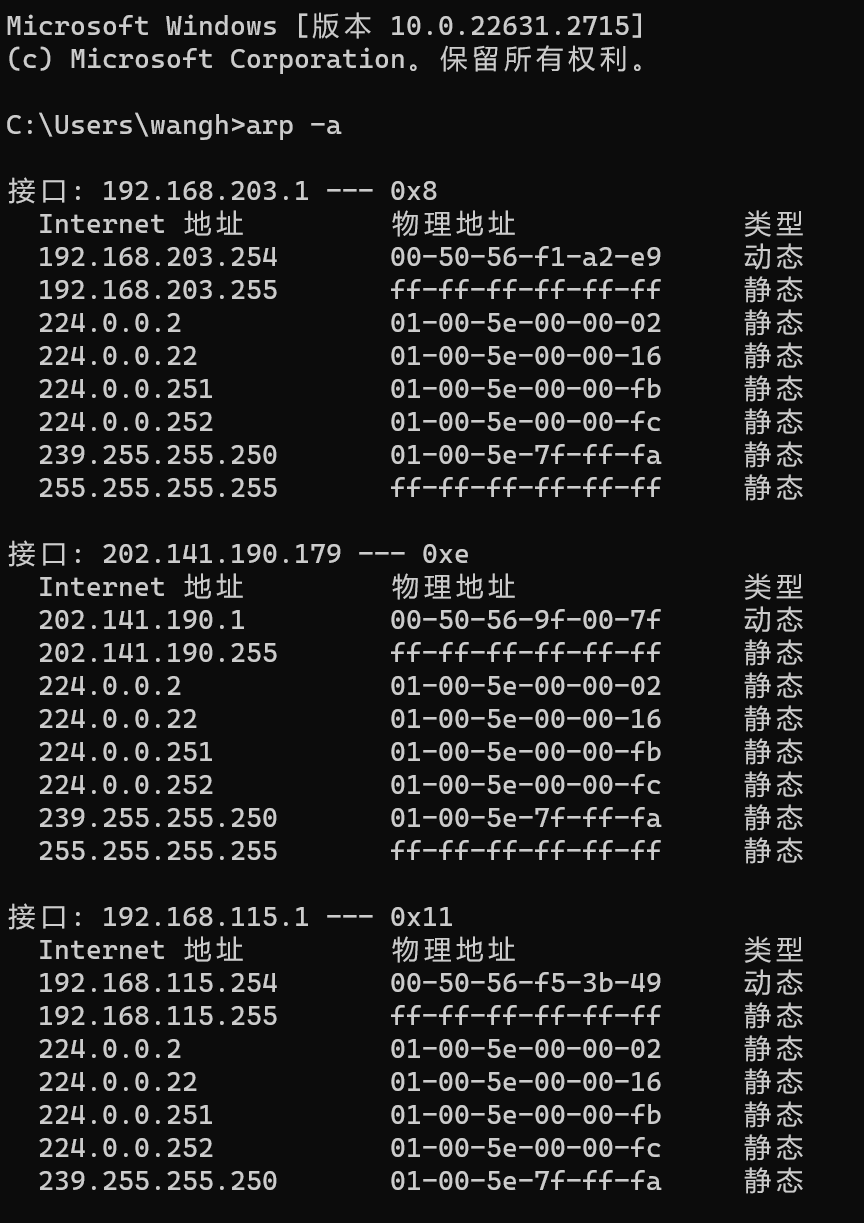 Microsoft Windows [版本 10.0.22631.2715]
(c) Microsoft Corporation。保留所有权利。
C:\Users\wangh>arp -a
接口: 192.168.203.1 --- 0x8
Internet 地址 物理地址 类型
192.168.203.254 00-50-56-f1-a2-e9 动态
192.168.203.255 ff-ff-ff-ff-ff-ff 静态
224.0.0.2 01-00-5e-00-00-02 静态
224.0.0.22 01-00-5e-00-00-16 静态
224.0.0.251 01-00-5e-00-00-fb 静态
224.0.0.252 01-00-5e-00-00-fc 静态
239.255.255.250 01-00-5e-7f-ff-fa 静态
255.255.255.255 ff-ff-ff-ff-ff-ff 静态
接口: 202.141.190.179 --- 0xe
Internet 地址 物理地址 类型
202.141.190.1 00-50-56-9f-00-7f 动态
202.141.190.255 ff-ff-ff-ff-ff-ff 静态
224.0.0.2 01-00-5e-00-00-02 静态
224.0.0.22 01-00-5e-00-00-16 静态
224.0.0.251 01-00-5e-00-00-fb 静态
224.0.0.252 01-00-5e-00-00-fc 静态
239.255.255.250 01-00-5e-7f-ff-fa 静态
255.255.255.255 ff-ff-ff-ff-ff-ff 静态
接口: 192.168.115.1 --- 0x11
Internet 地址 物理地址 类型
192.168.115.254 00-50-56-f5-3b-49 动态
192.168.115.255 ff-ff-ff-ff-ff-ff 静态
224.0.0.2 01-00-5e-00-00-02 静态
224.0.0.22 01-00-5e-00-00-16 静态
224.0.0.251 01-00-5e-00-00-fb 静态
224.0.0.252 01-00-5e-00-00-fc 静态
239.255.255.250 01-00-5e-7f-ff-fa 静态